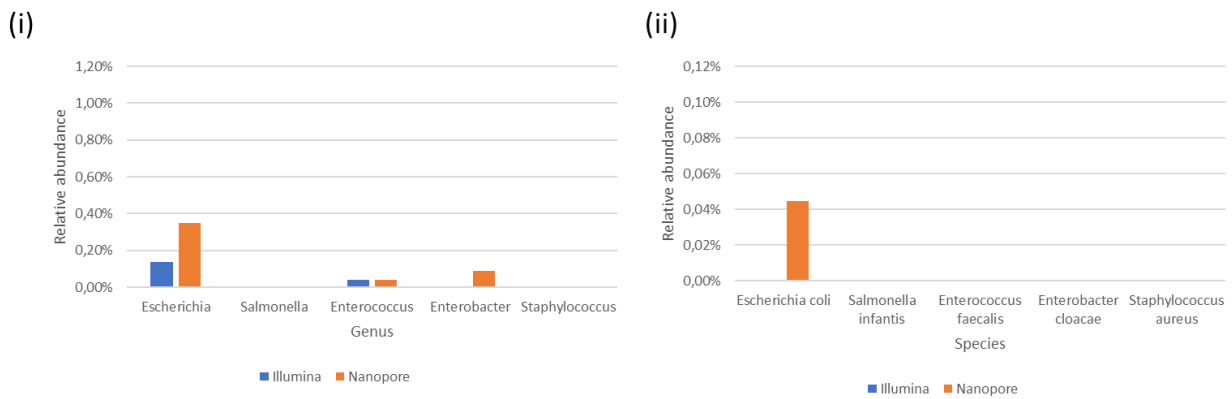 (i)
Relative abundance
1,20%
1,00%
0,80%
0,60%
0,40%
0,20%
0,00%
Escherichia Salmonella Enterococcus Enterobacter Staphylococcus
Genus
Illumina Nanopore
(ii)
Relative abundance
0,12%
0,10%
0,08%
0,06%
0,04%
0,02%
0,00%
Escherichia coli Salmonella Enterococcus Enterobacter Staphylococcus
infantis faecalis cloacae aureus
Species
Illumina Nanopore